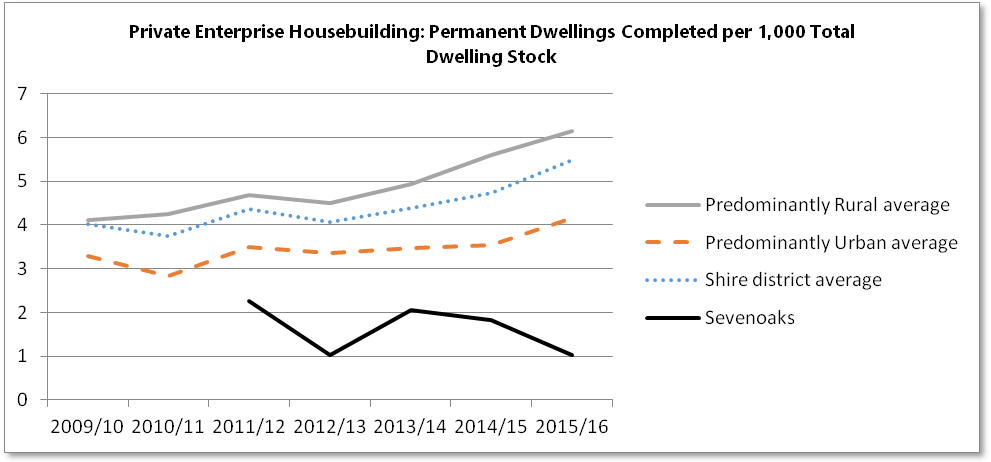 Private Enterprise Housebuilding: Permanent Dwellings Completed per 1,000 Total
Dwelling Stock
7
6
5
4
3
2
1
0
2009/10 2010/11 2011/12 2012/13 2013/14 2014/15 2015/16
Predominantly Rural average
Predominantly Urban average
Shire district average
Sevenoaks